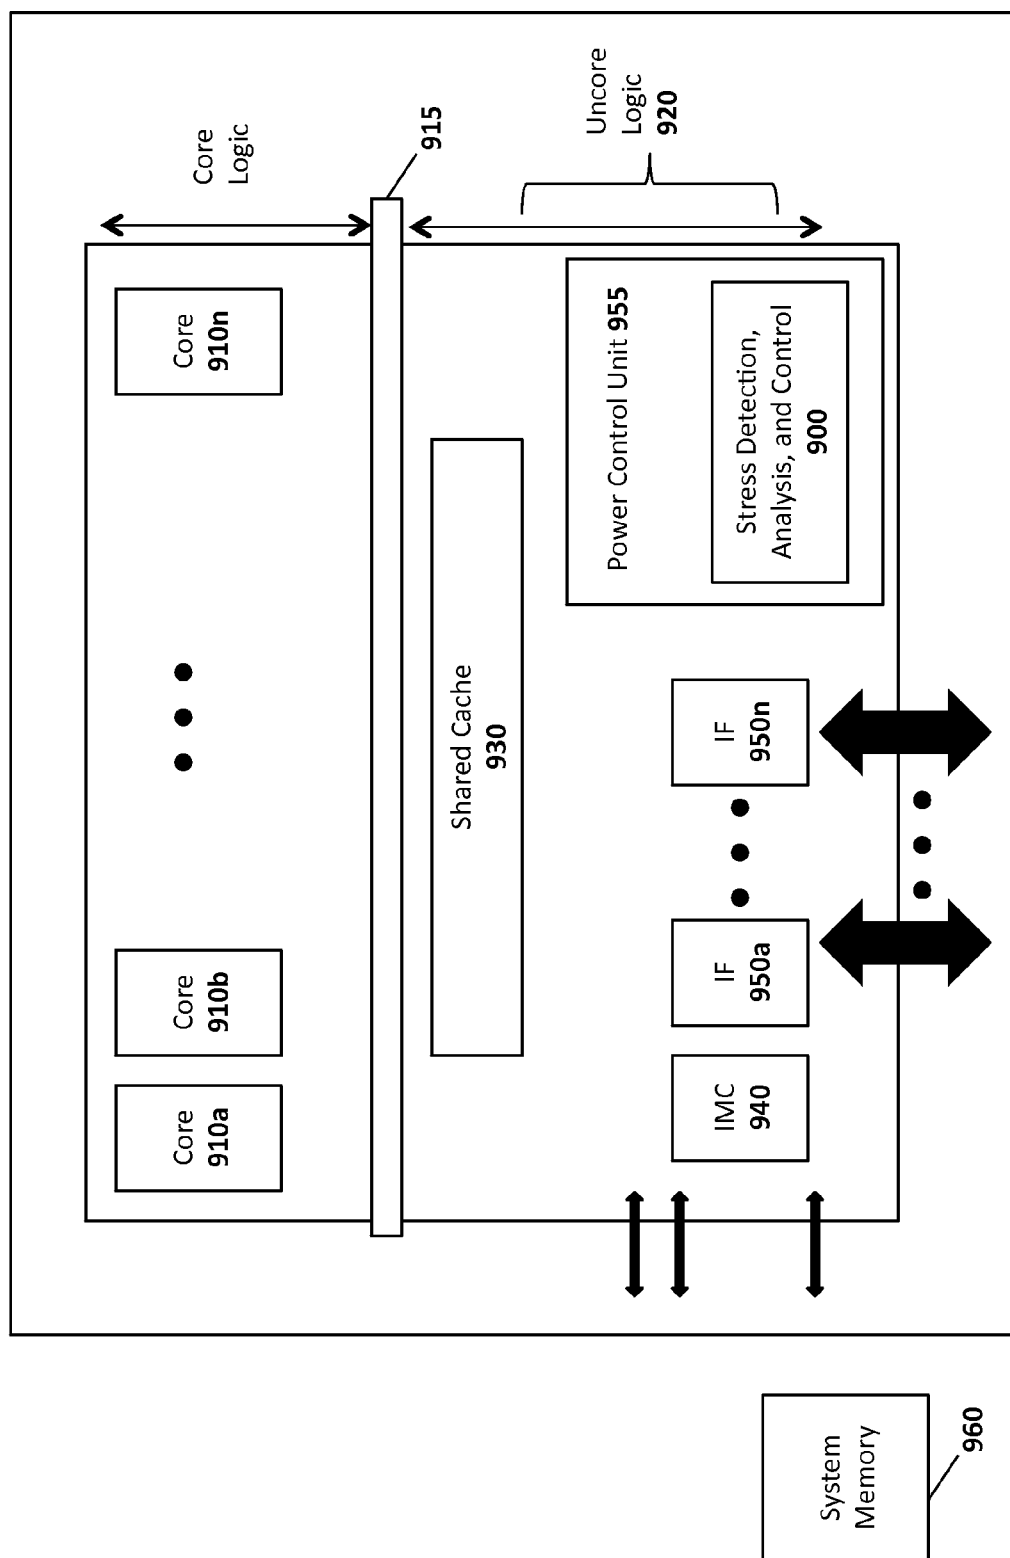 Core
Logic
915
Uncore
Logic
920
Core
910a
Core
910b
Core
910n
Shared Cache
930
IMC
940
IF
950a
IF
950n
Power Control Unit 955
Stress Detection,
Analysis, and Control
900
System
Memory
960